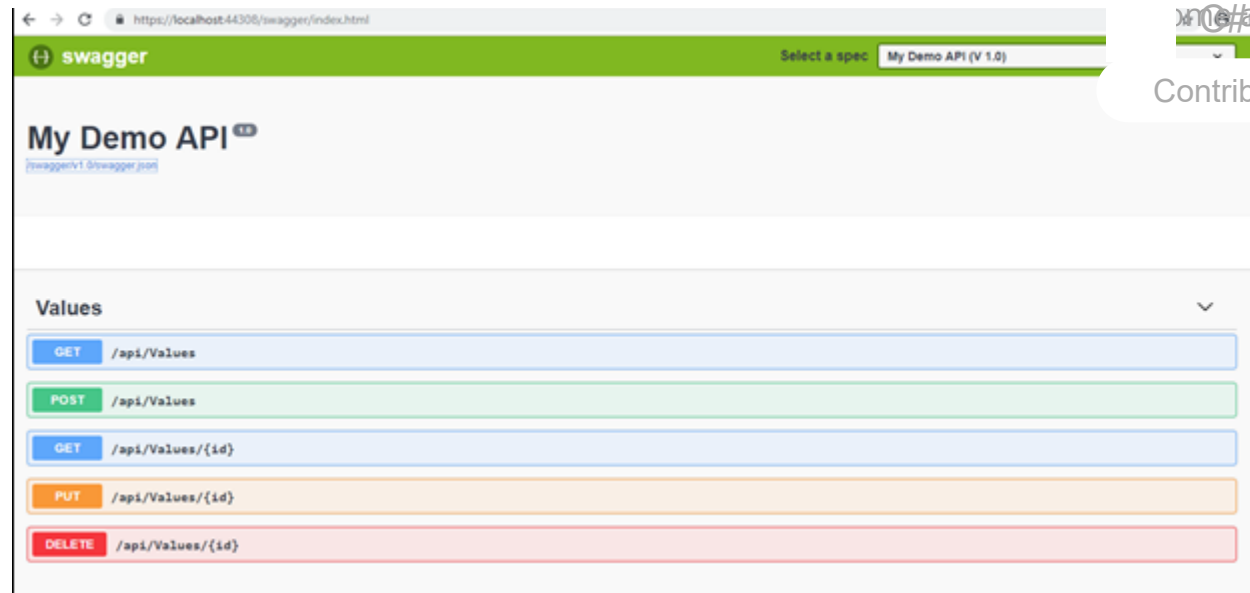 https://localhost:44308/swagger/index.html
swagger
Select a spec My Demo API (V 1.0)
Contrib
My Demo API 1.0
/swagger/v1.0/swagger.json
Values
GET /api/Values
POST /api/Values
GET /api/Values/{id}
PUT /api/Values/{id}
DELETE /api/Values/{id}